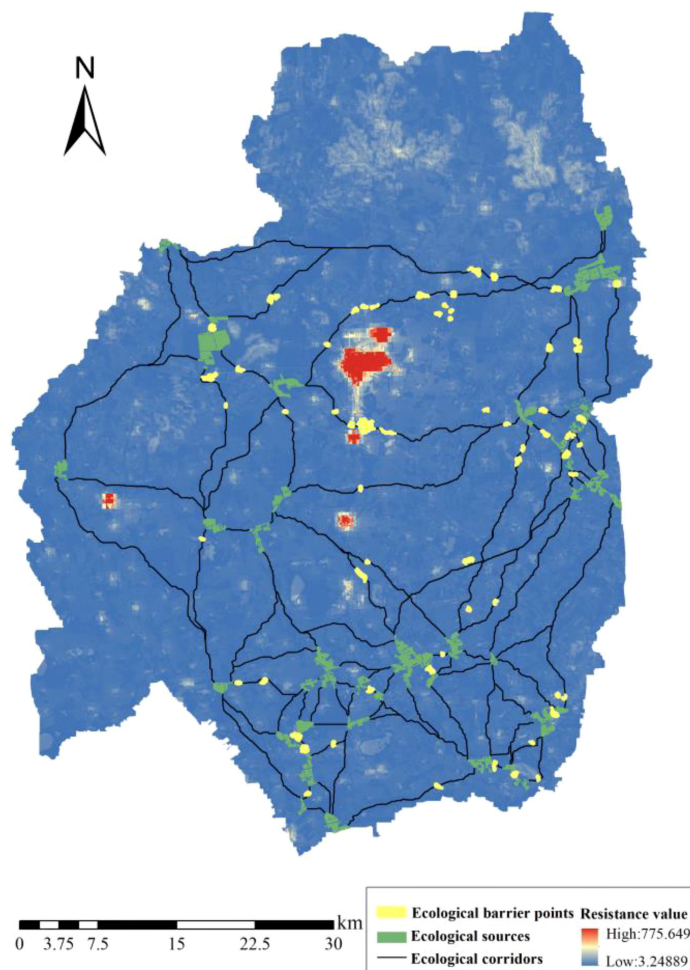 N
km
0 3.75 7.5 15 22.5 30
Ecological barrier points
Ecological sources
Ecological corridors
Resistance value
High:775.649
Low:3.24889